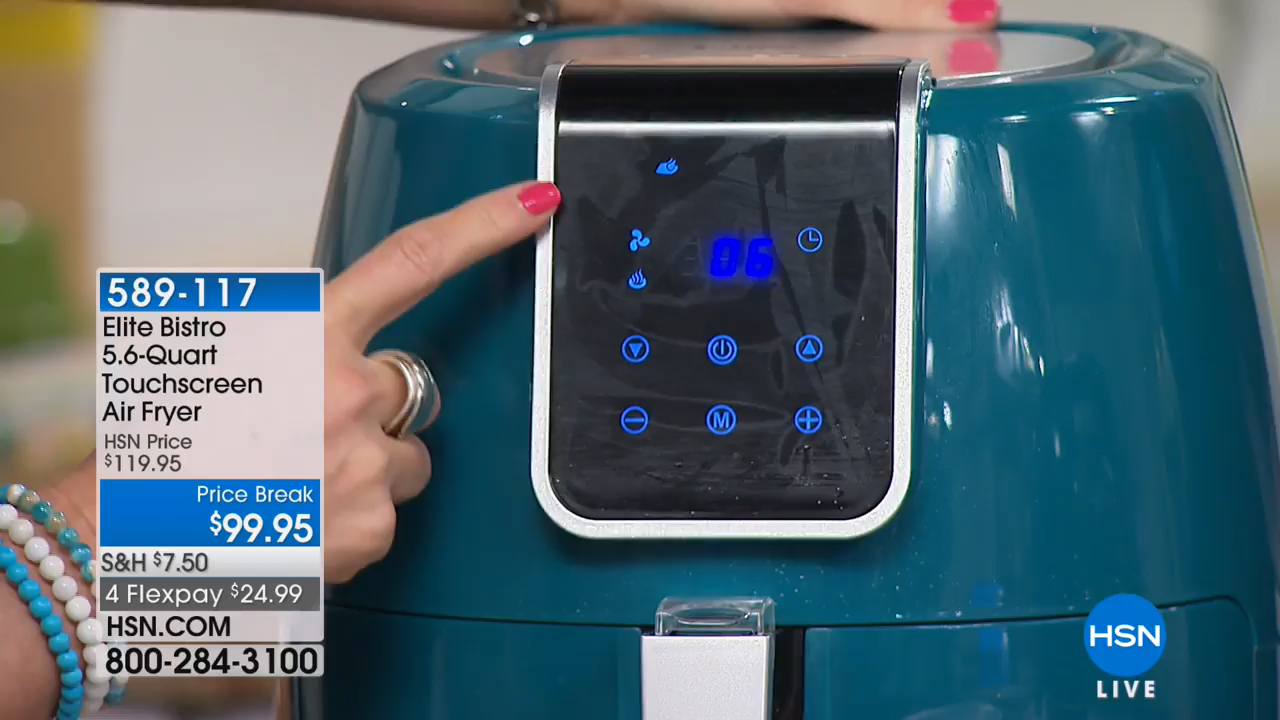 589-117
Elite Bistro
5.6-Quart
Touchscreen
Air Fryer
HSN Price
$119.95
Price Break
$99.95
S&H $7.50
4 Flexpay $24.99
HSN.COM
800-284-3100
06
M
HSN
LIVE